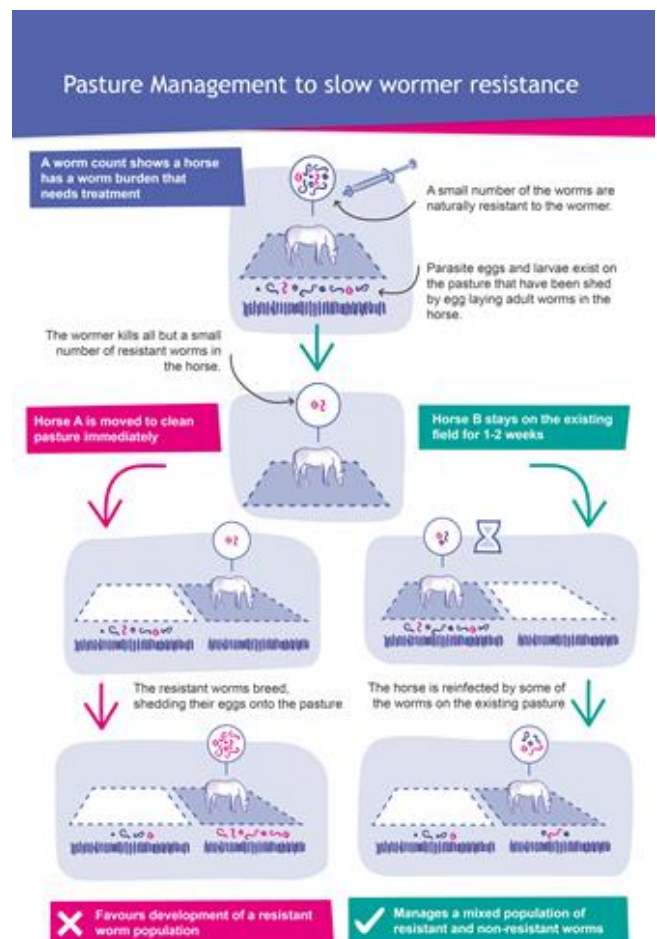 Pasture Management to slow wormer resistance
A worm count shows a horse
has a worm burden that
needs treatment
A small number of the worms are
naturally resistant to the wormer.
Parasite eggs and larvae exist on
the pasture that have been shed
by egg laying adult worms in the
horse.
The wormer kills all but a small
number of resistant worms in
the horse.
Horse A is moved to clean
pasture immediately
Horse B stays on the existing
field for 1-2 weeks
The resistant worms breed,
shedding their eggs onto the pasture
The horse is reinfected by some of
the worms on the existing pasture
Favours development of a resistant
worm population
Manages a mixed population of
resistant and non-resistant worms